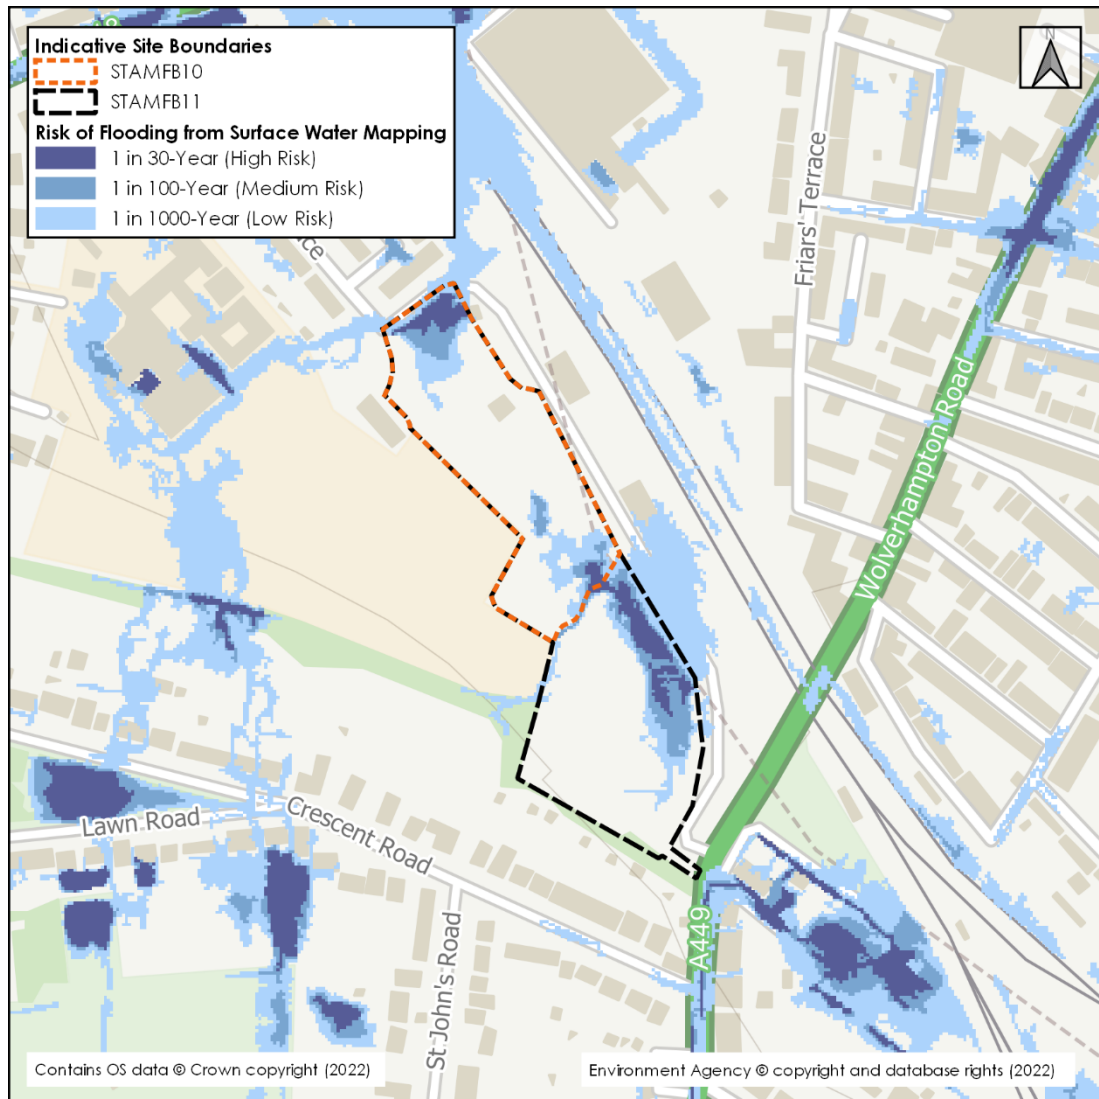 Indicative Site Boundaries
STAMFB10
STAMFB11
Risk of Flooding from Surface Water Mapping
1 in 30-Year (High Risk)
1 in 100-Year (Medium Risk)
1 in 1000-Year (Low Risk)
N
Friars' Terrace
Wolverhampton Road
Lawn Road
Crescent Road
St John's Road
A449
Contains OS data © Crown copyright (2022)
Environment Agency © copyright and database rights (2022)